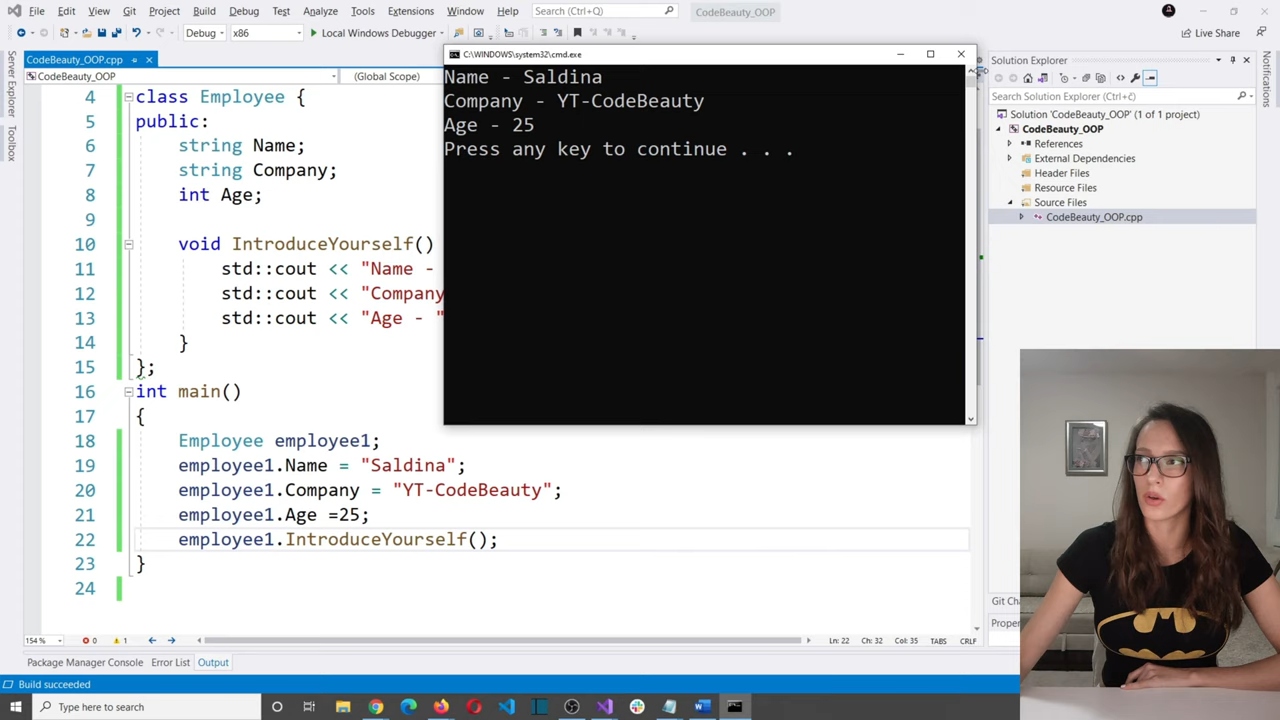 File Edit View Git Project Build Debug Test Analyze Tools Extensions Window Help Search (Ctrl+Q) CodeBeauty_OOP
Debug x86 Local Windows Debugger Live Share
CodeBeauty_OOP.cpp
CodeBeauty_OOP (Global Scope)
Server Explorer
Toolbox
4 class Employee {
5 public:
6 string Name;
7 string Company;
8 int Age;
9
10 void IntroduceYourself()
11 std::cout << "Name -
12 std::cout << "Company
13 std::cout << "Age - "
14 }
15 };
16 int main()
17 {
18 Employee employee1;
19 employee1.Name = "Saldina";
20 employee1.Company = "YT-CodeBeauty";
21 employee1.Age =25;
22 employee1.IntroduceYourself();
23 }
24
C:\WINDOWS\system32\cmd.exe
Name - Saldina
Company - YT-CodeBeauty
Age - 25
Press any key to continue . . .
Solution Explorer
Search Solution Explorer (Ctrl+č)
Solution 'CodeBeauty_OOP' (1 of 1 project)
CodeBeauty_OOP
References
External Dependencies
Header Files
Resource Files
Source Files
CodeBeauty_OOP.cpp
Notifications
Git Ch
Proper
154 % 0 1 Ln: 22 Ch: 32 Col: 35 TABS CRLF
Package Manager Console Error List Output
Build succeeded
Type here to search